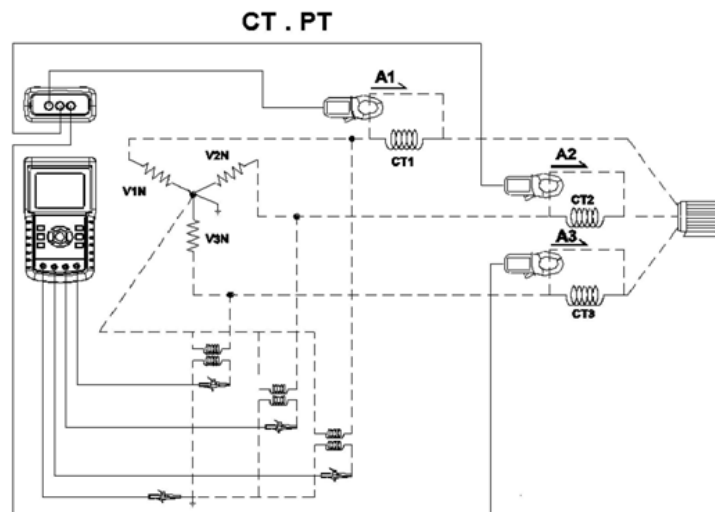 CT . PT
A1
V2N
CT1
V1N
A2
CT2
V3N
A3
CT3